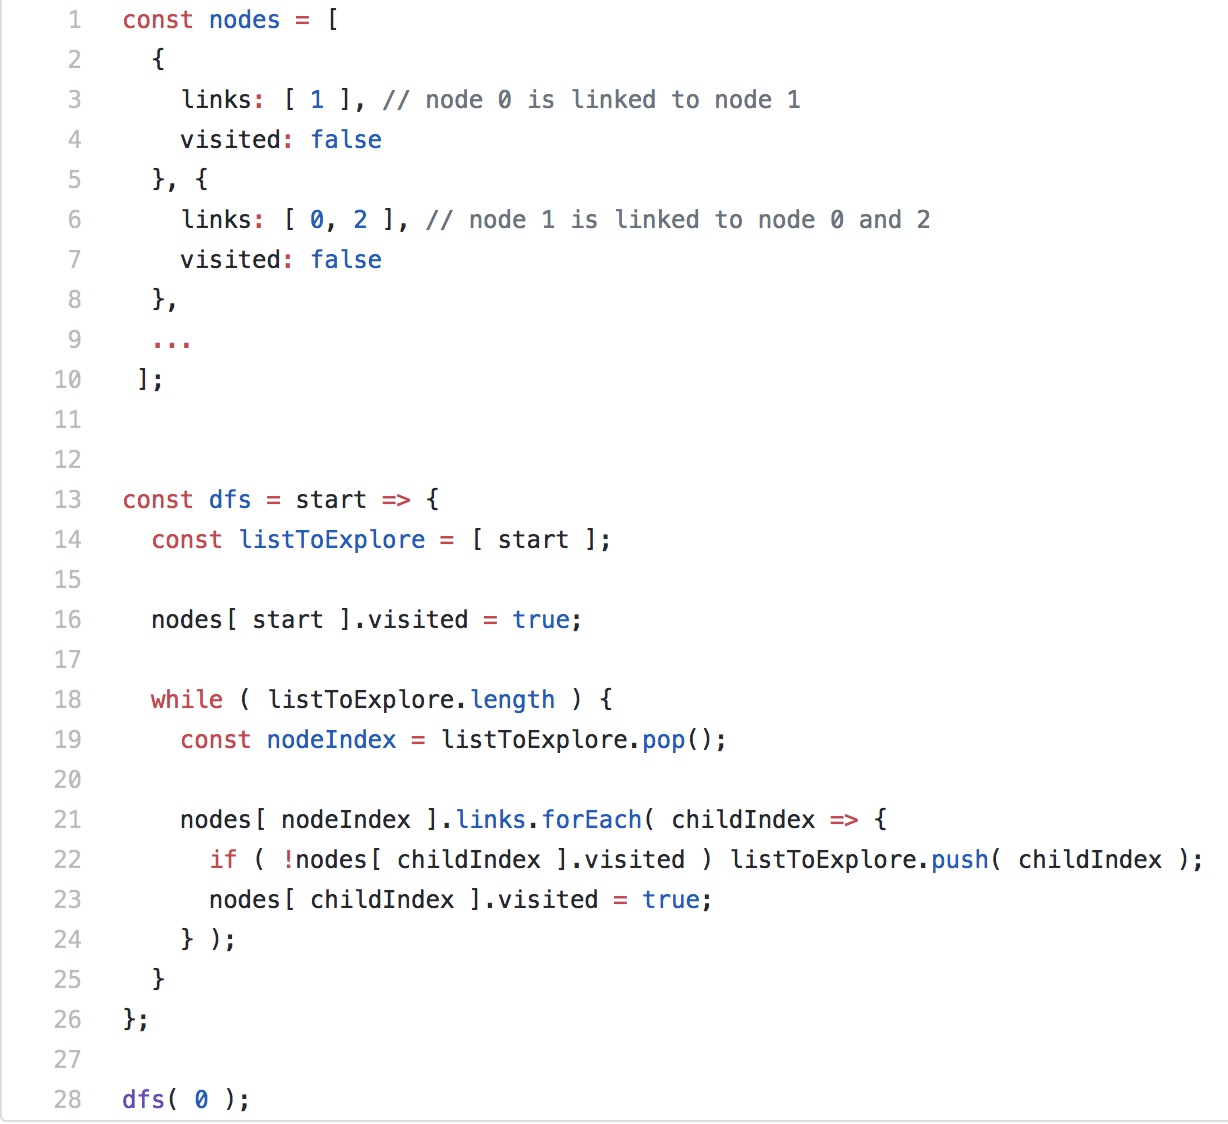 1 const nodes = [
2   {
3     links: [ 1 ], // node 0 is linked to node 1
4     visited: false
5   }, {
6     links: [ 0, 2 ], // node 1 is linked to node 0 and 2
7     visited: false
8   },
9   ...
10  ];
11
12
13 const dfs = start => {
14   const listToExplore = [ start ];
15
16   nodes[ start ].visited = true;
17
18   while ( listToExplore.length ) {
19     const nodeIndex = listToExplore.pop();
20
21     nodes[ nodeIndex ].links.forEach( childIndex => {
22       if ( !nodes[ childIndex ].visited ) listToExplore.push( childIndex );
23       nodes[ childIndex ].visited = true;
24     } );
25   }
26 };
27
28 dfs( 0 );